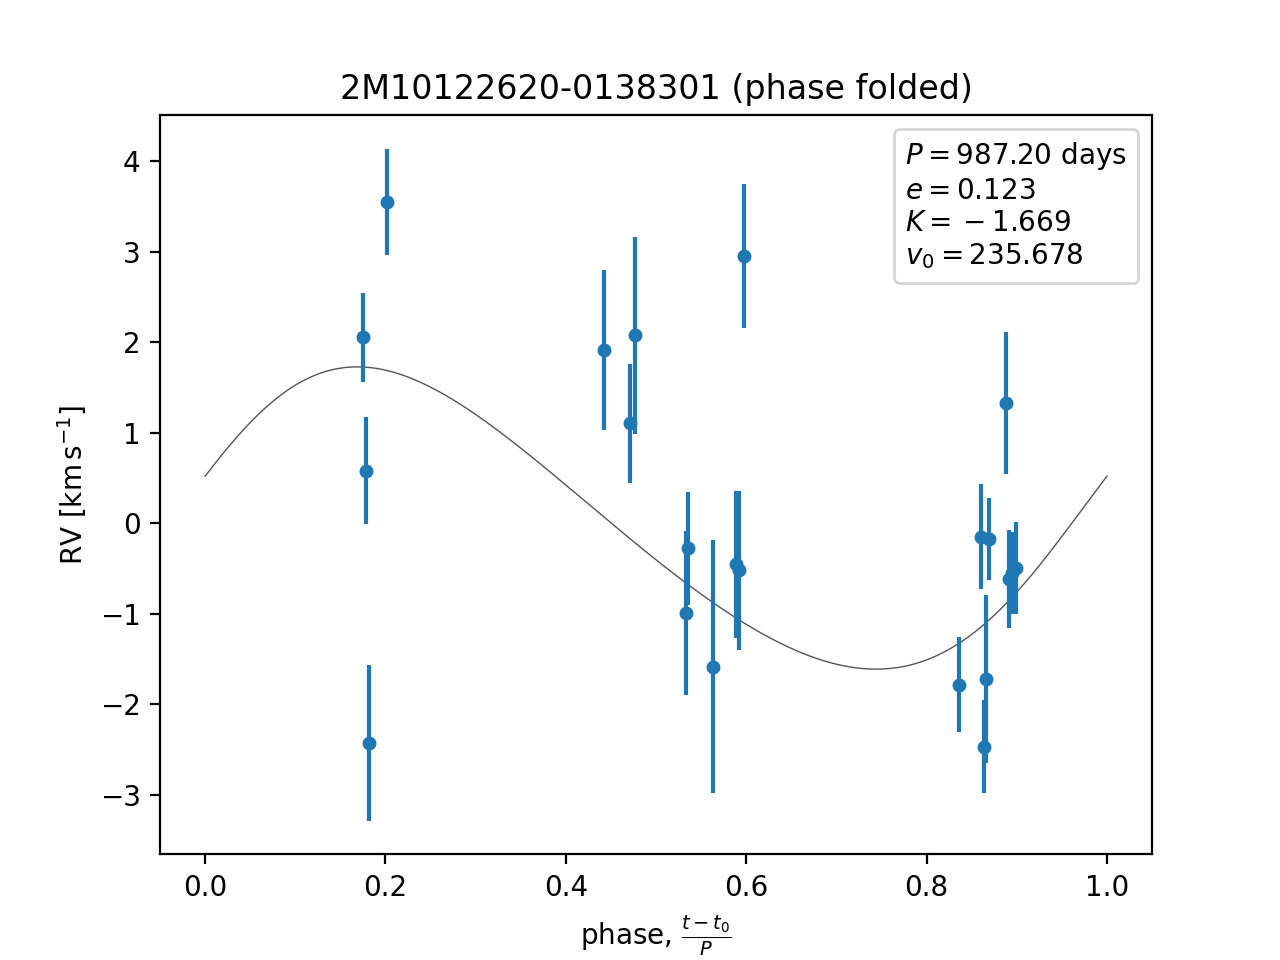 2M10122620-0138301 (phase folded)
P = 987.20 days
e = 0.123
K = −1.669
v₀ = 235.678
4
3
2
1
0
−1
−2
−3
RV [km s⁻¹]
0.0 0.2 0.4 0.6 0.8 1.0
phase, (t − t₀)/P